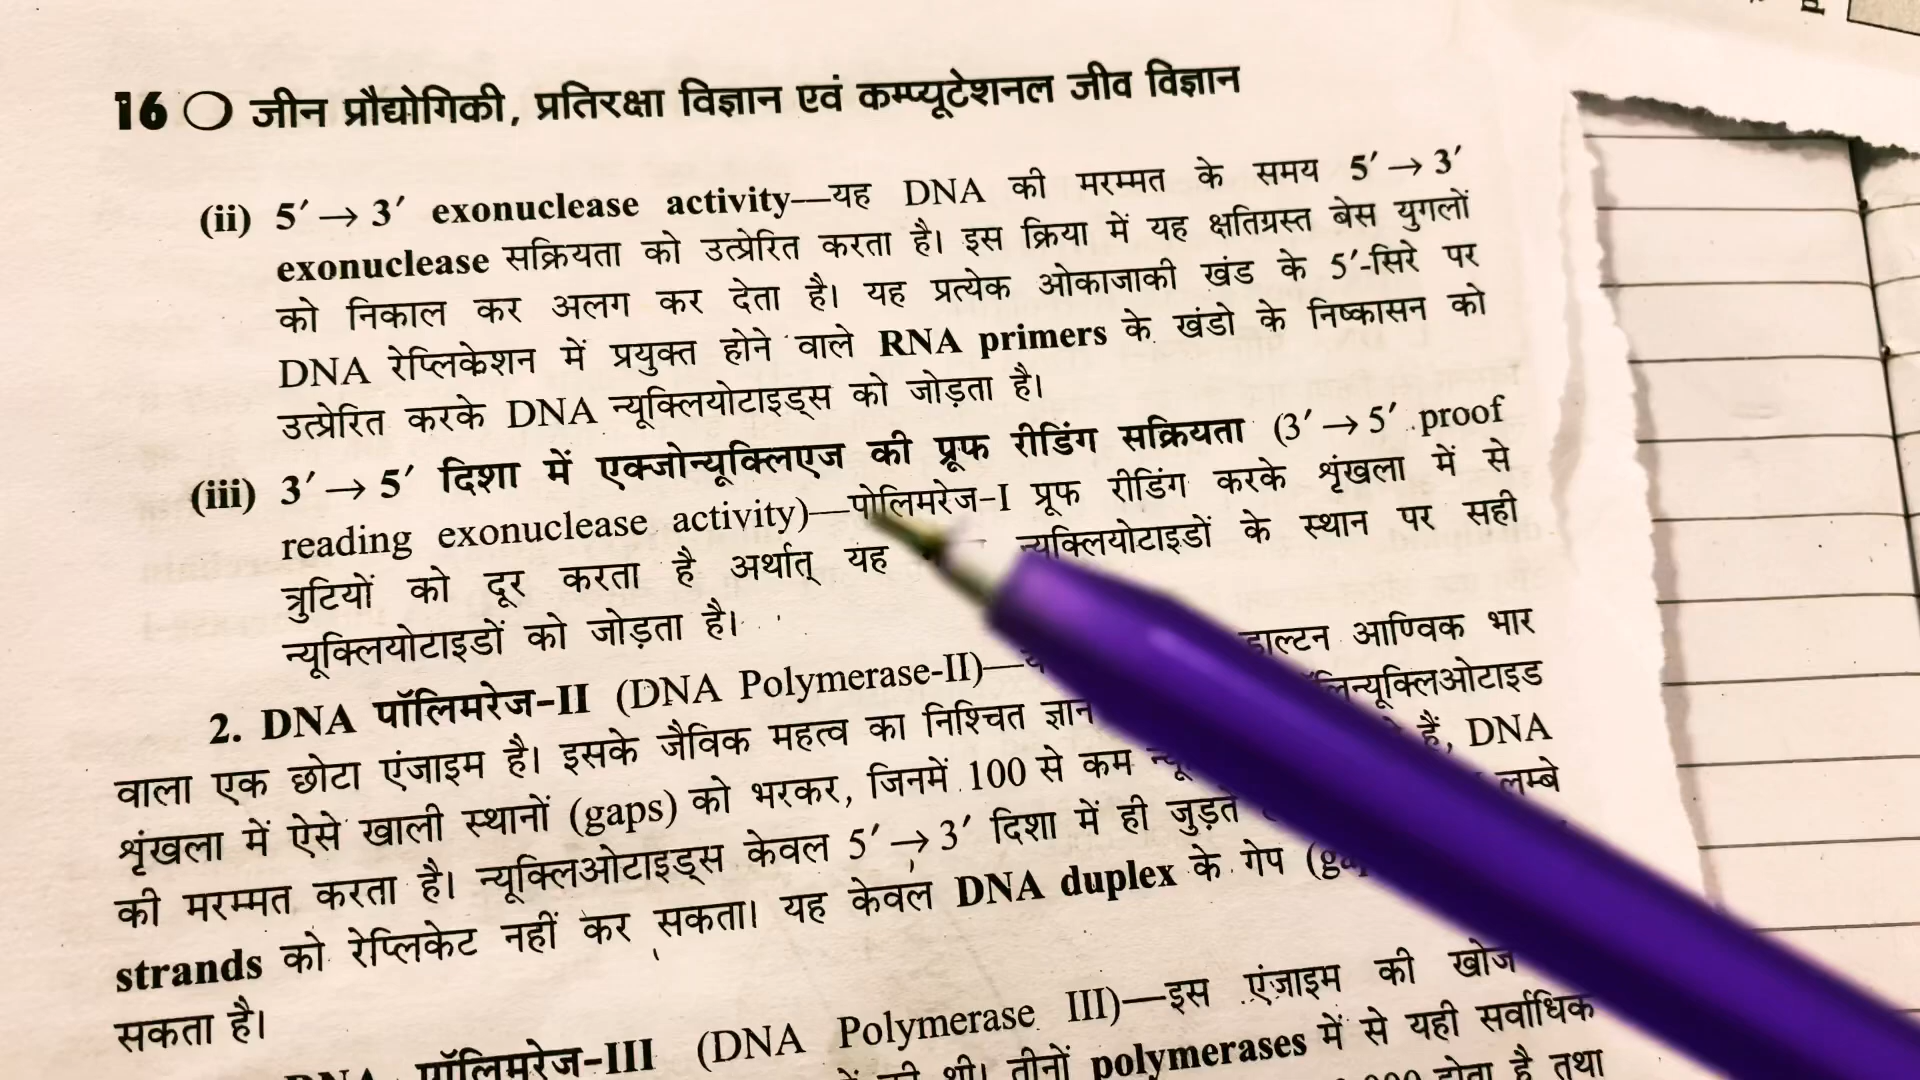 16 ○ जीन प्रौद्योगिकी, प्रतिरक्षा विज्ञान एवं कम्प्यूटेशनल जीव विज्ञान
(ii) 5′ → 3′ exonuclease activity—यह DNA की मरम्मत के समय 5′ → 3′
exonuclease सक्रियता को उत्प्रेरित करता है। इस क्रिया में यह क्षतिग्रस्त बेस युगलों
को निकाल कर अलग कर देता है। यह प्रत्येक ओकाजाकी खंड के 5′-सिरे पर
DNA रेप्लिकेशन में प्रयुक्त होने वाले RNA primers के खंडो के निष्कासन को
उत्प्रेरित करके DNA न्यूक्लियोटाइड्स को जोड़ता है।
(iii) 3′ → 5′ दिशा में एक्जोन्यूक्लिएज की प्रूफ रीडिंग सक्रियता (3′ → 5′ proof
reading exonuclease activity)—पोलिमरेज-I प्रूफ रीडिंग करके शृंखला में से
त्रुटियों को दूर करता है अर्थात् यह न्यूक्लियोटाइडों के स्थान पर सही
न्यूक्लियोटाइडों को जोड़ता है।
2. DNA पॉलिमरेज-II (DNA Polymerase-II)— डाल्टन आण्विक भार
वाला एक छोटा एंजाइम है। इसके जैविक महत्व का निश्चित ज्ञान
शृंखला में ऐसे खाली स्थानों (gaps) को भरकर, जिनमें 100 से कम हैं, DNA
की मरम्मत करता है। न्यूक्लिओटाइड्स केवल 5′ → 3′ दिशा में ही जुड़ते लम्बे
strands को रेप्लिकेट नहीं कर सकता। यह केवल DNA duplex के गेप
सकता है।
पॉलिमरेज-III (DNA Polymerase III)—इस एंजाइम की खोज
थी। तीनों polymerases में से यही सर्वाधिक
होता है तथा